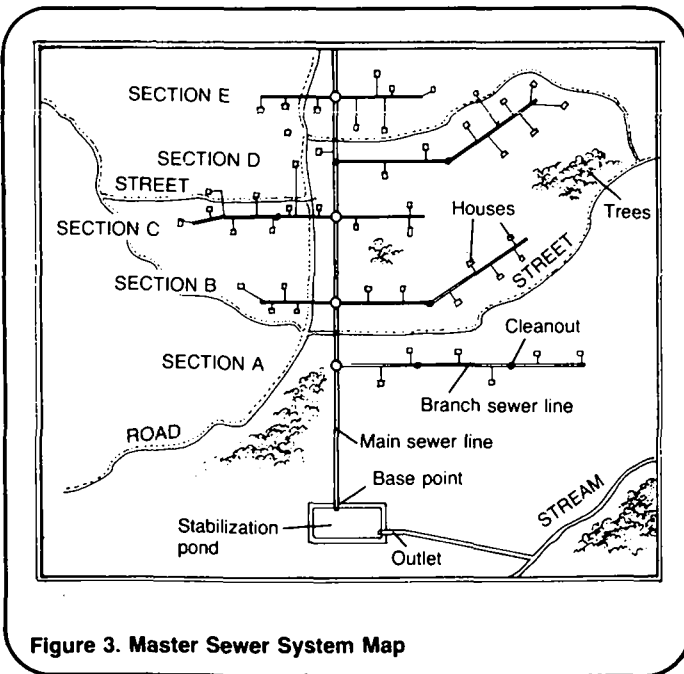 SECTION E
SECTION D
STREET
Trees
Houses
SECTION C
STREET
SECTION B
Cleanout
SECTION A
Branch sewer line
ROAD
Main sewer line
Base point
STREAM
Stabilization
pond
Outlet
Figure 3. Master Sewer System Map